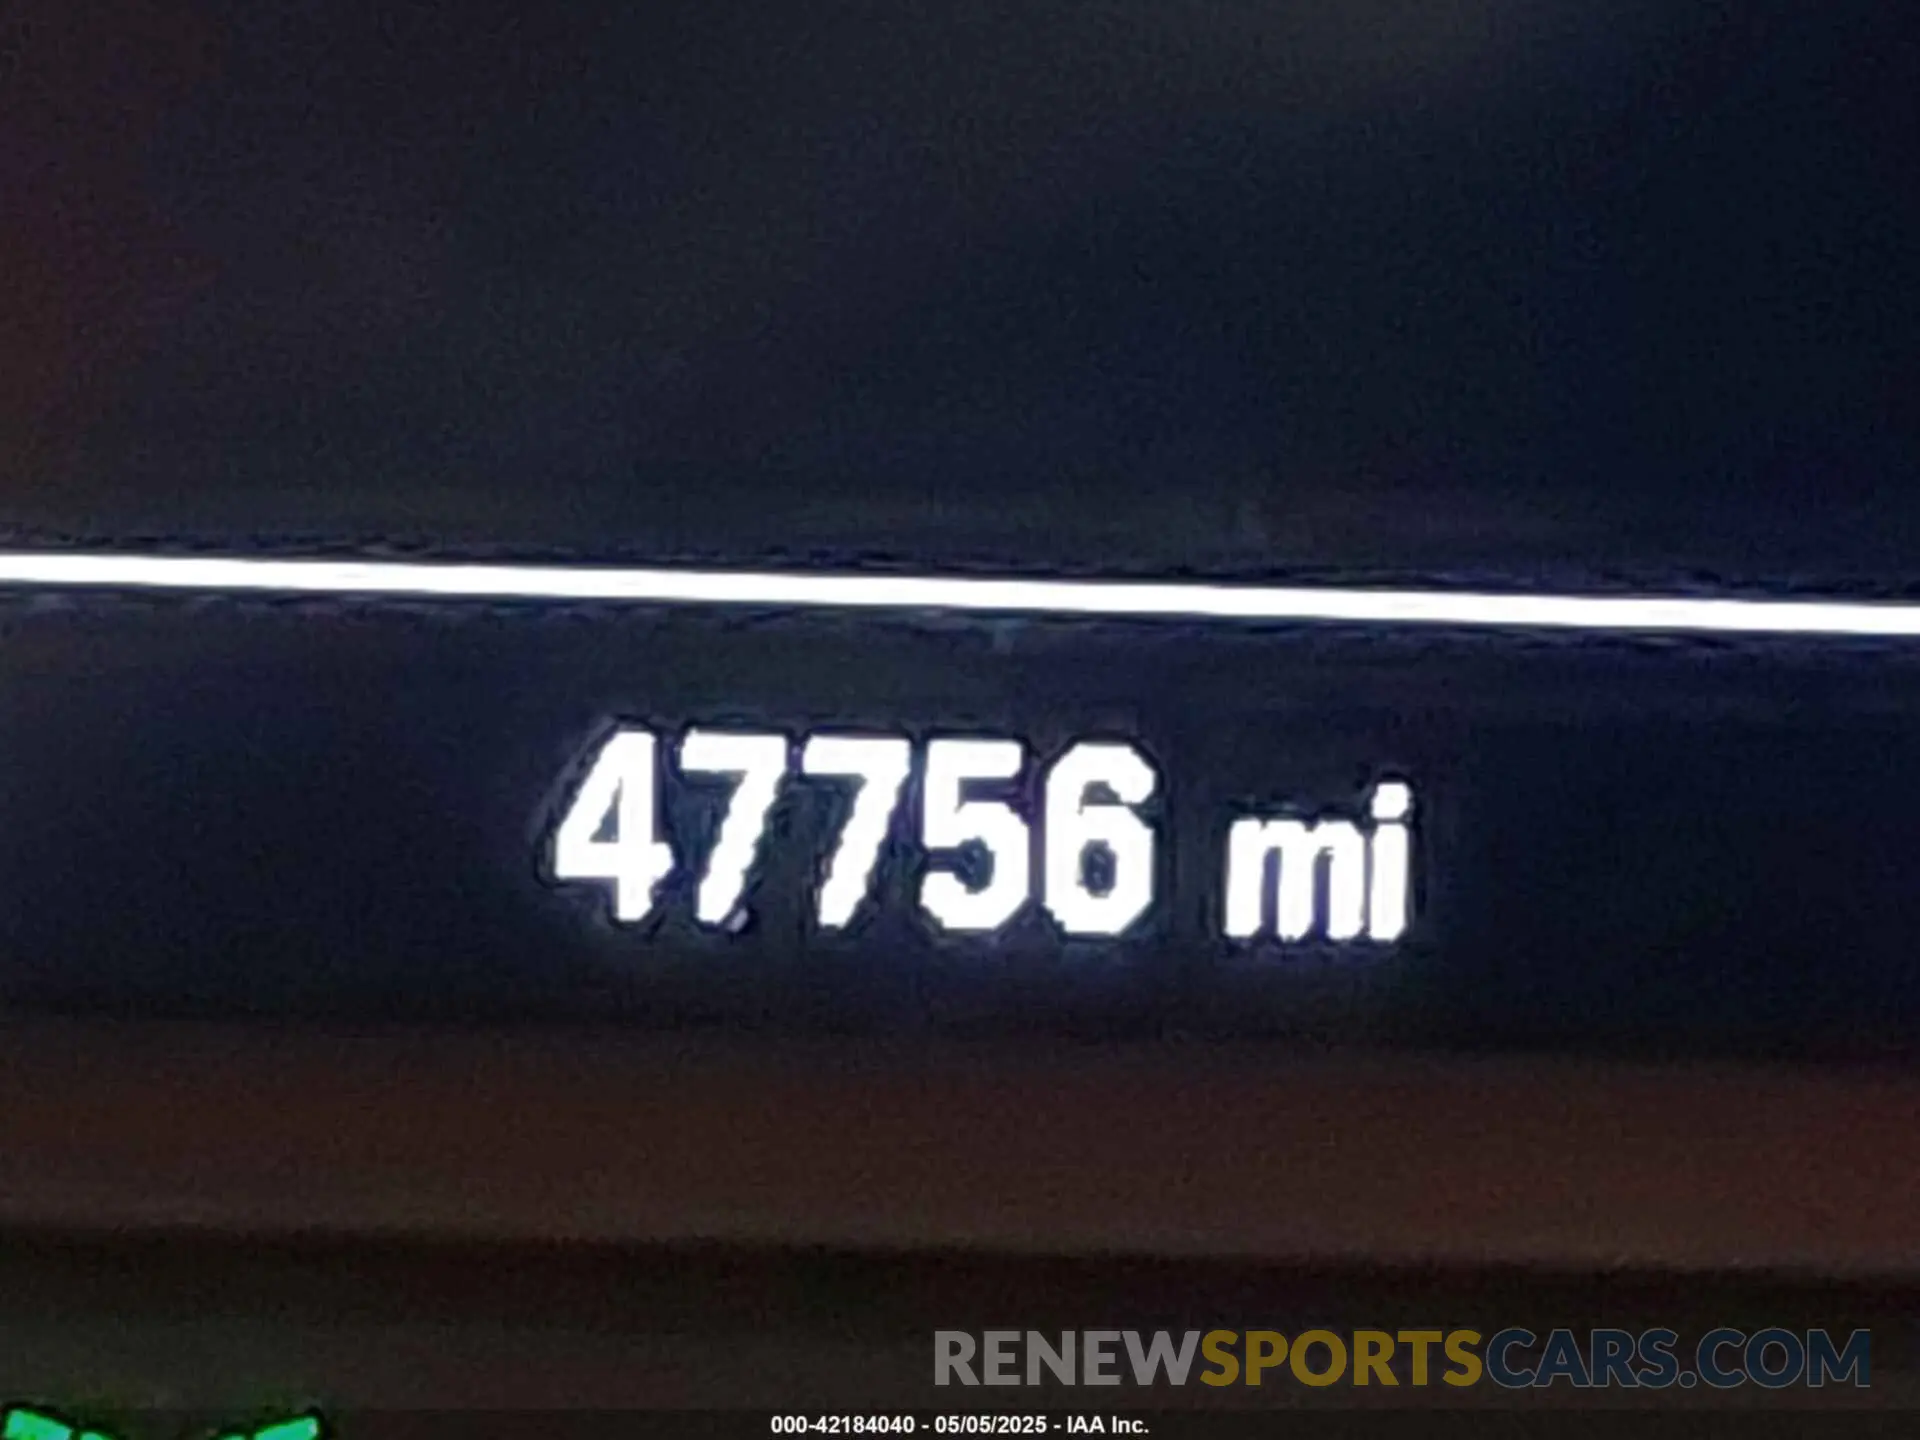 47756 mi
RENEWSPORTSCARS.COM
000-42184040 - 05/05/2025 - IAA Inc.